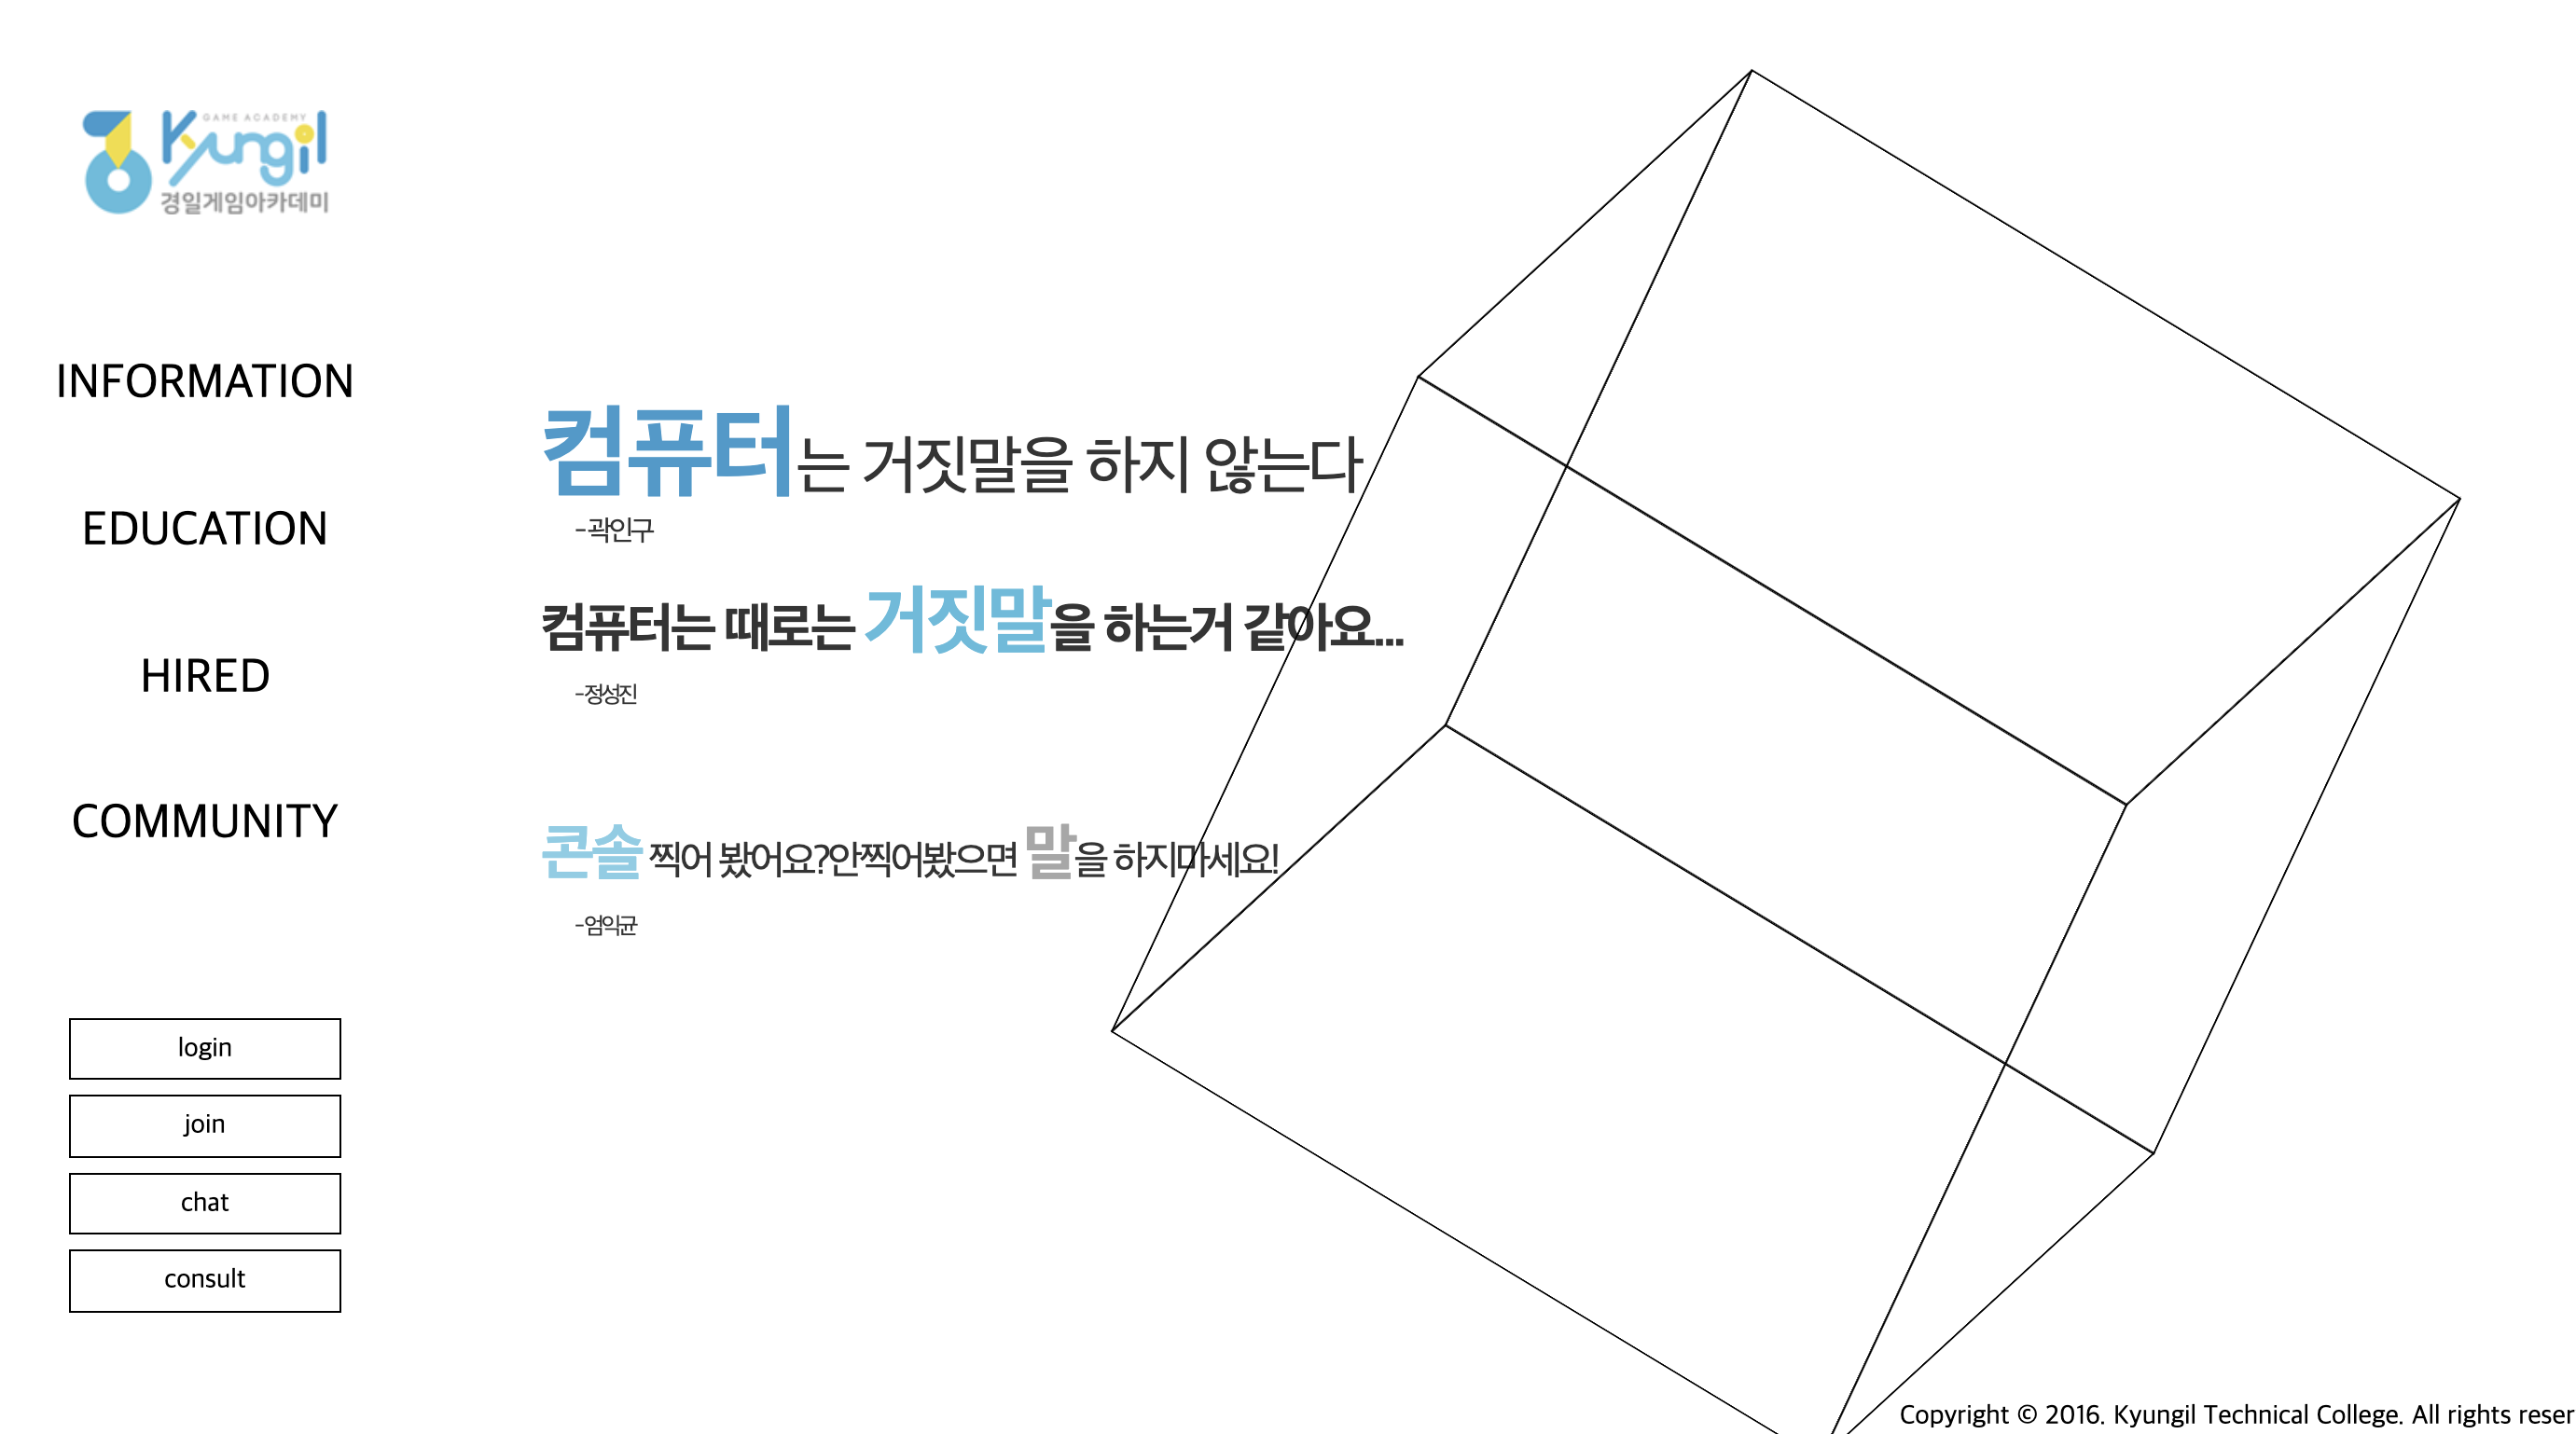 GAME ACADEMY
Kyungil
경일게임아카데미
INFORMATION
EDUCATION
HIRED
COMMUNITY
login
join
chat
consult
컴퓨터는 거짓말을 하지 않는다
-곽인구
컴퓨터는 때로는 거짓말을 하는거 같아요...
-정성진
콘솔 찍어 봤어요?안찍어봤으면 말을 하지마세요!
-엄익균
Copyright © 2016. Kyungil Technical College. All rights reser